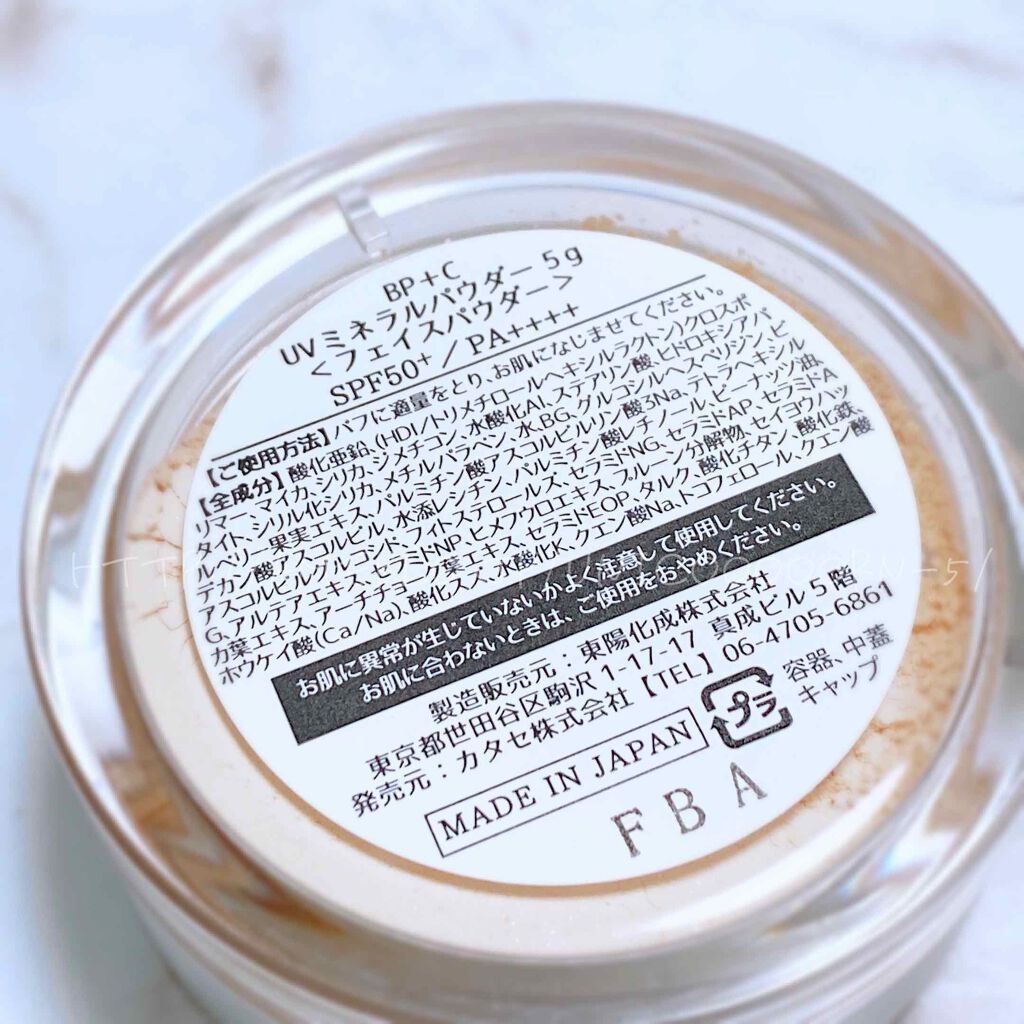 BP+C
UVミネラルパウダー 5g
<フェイスパウダー>
SPF50+/PA++++
【ご使用方法】パフに適量をとり、お肌になじませてください。
【全成分】酸化亜鉛、(HDI/トリメチロールヘキシルラクトン)クロスポ
リマー、マイカ、シリカ、ジメチコン、水酸化Al、ステアリン酸、ヒドロキシアパ
タイト、シリル化シリカ、メチルパラベン、水、BG、グルコシルヘスペリジン、ビ
ルベリー果実エキス、パルミチン酸アスコルビルリン酸3Na、テトラヘキシル
デカン酸アスコルビル、水添レシチン、パルミチン酸レチノール、ピーナッツ油、
アスコルビルグルコシド、フィトステロールズ、セラミドNG、セラミドAP、セラミドA
G、アルテアエキス、セラミドNP、ヒメフウロエキス、プルーン分解物、セイヨウハッ
カ葉エキス、アーチチョーク葉エキス、セラミドEOP、タルク、酸化チタン、酸化鉄、
ホウケイ酸(Ca/Na)、酸化スズ、水酸化K、クエン酸Na、トコフェロール、クエン酸
お肌に異常が生じていないかよく注意して使用してください。
お肌に合わないときは、ご使用をおやめください。
製造販売元：東陽化成株式会社
東京都世田谷区駒沢 1-17-17 真成ビル5階
発売元：カタセ株式会社【TEL】06-4705-6861
MADE IN JAPAN
プラ
容器、中蓋
キャップ
FBA